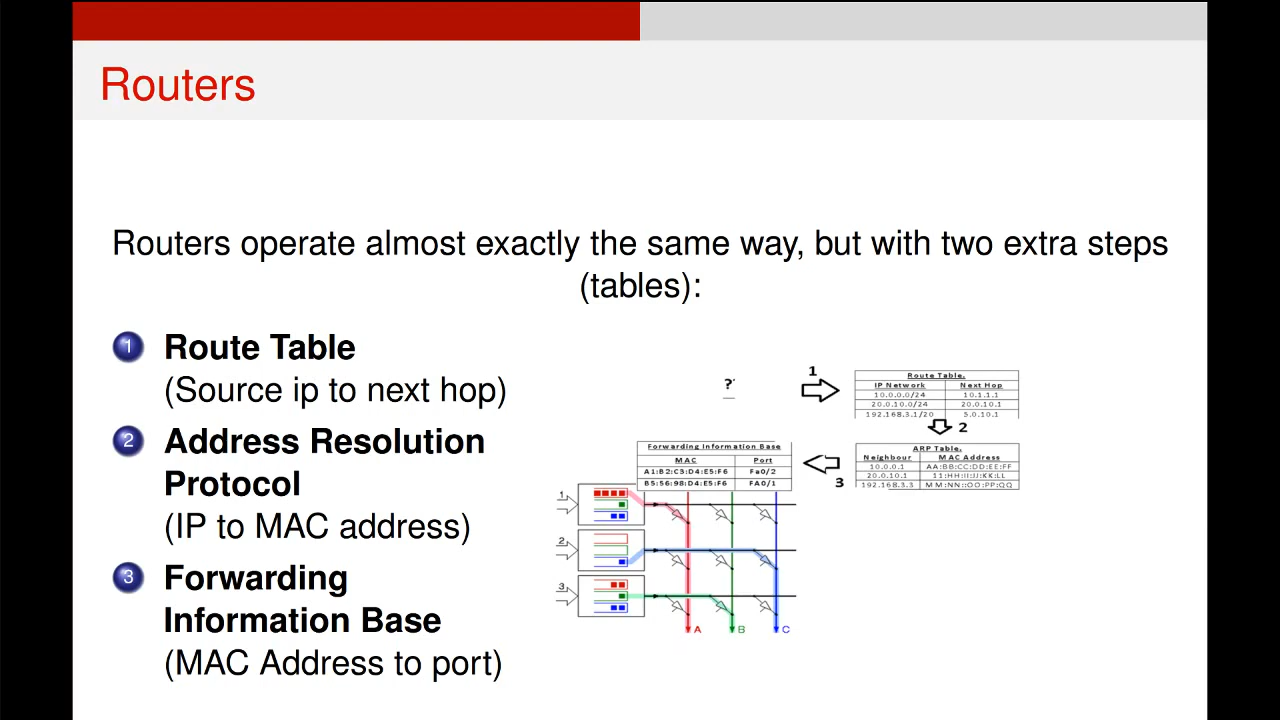 Routers
Routers operate almost exactly the same way, but with two extra steps
(tables):
1 Route Table
(Source ip to next hop)
2 Address Resolution
Protocol
(IP to MAC address)
3 Forwarding
Information Base
(MAC Address to port)
?
1
Route Table.
IP Network Next Hop
10.0.0.0/24 10.1.1.1
20.0.10.0/24 20.0.10.1
192.168.3.1/20 5.0.10.1
2
ARP Table.
Neighbour MAC Address
10.0.0.1 AA:BB:CC:DD:EE:FF
20.0.10.1 11:HH:II:JJ:KK:LL
192.168.3.3 MM:NN::OO:PP:QQ
3
Forwarding Information Base
MAC Port
A1:B2:C3:D4:E5:F6 Fa0/2
B5:56:98:D4:E5:F6 FA0/1
1
2
3
A B C